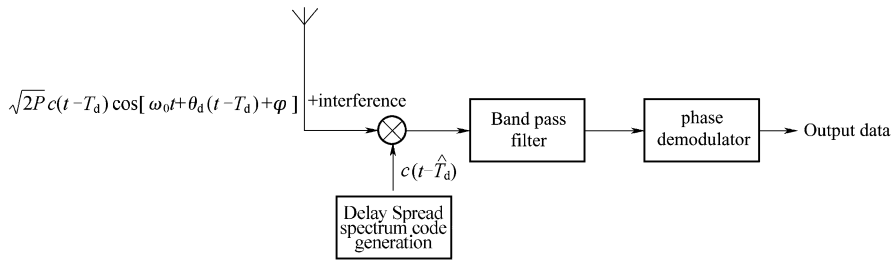 √2P c(t−T_d) cos[ω₀t+θ_d(t−T_d)+φ]
+interference
Band pass
filter
phase
demodulator
Output data
c(t−T̂_d)
Delay Spread
spectrum code
generation